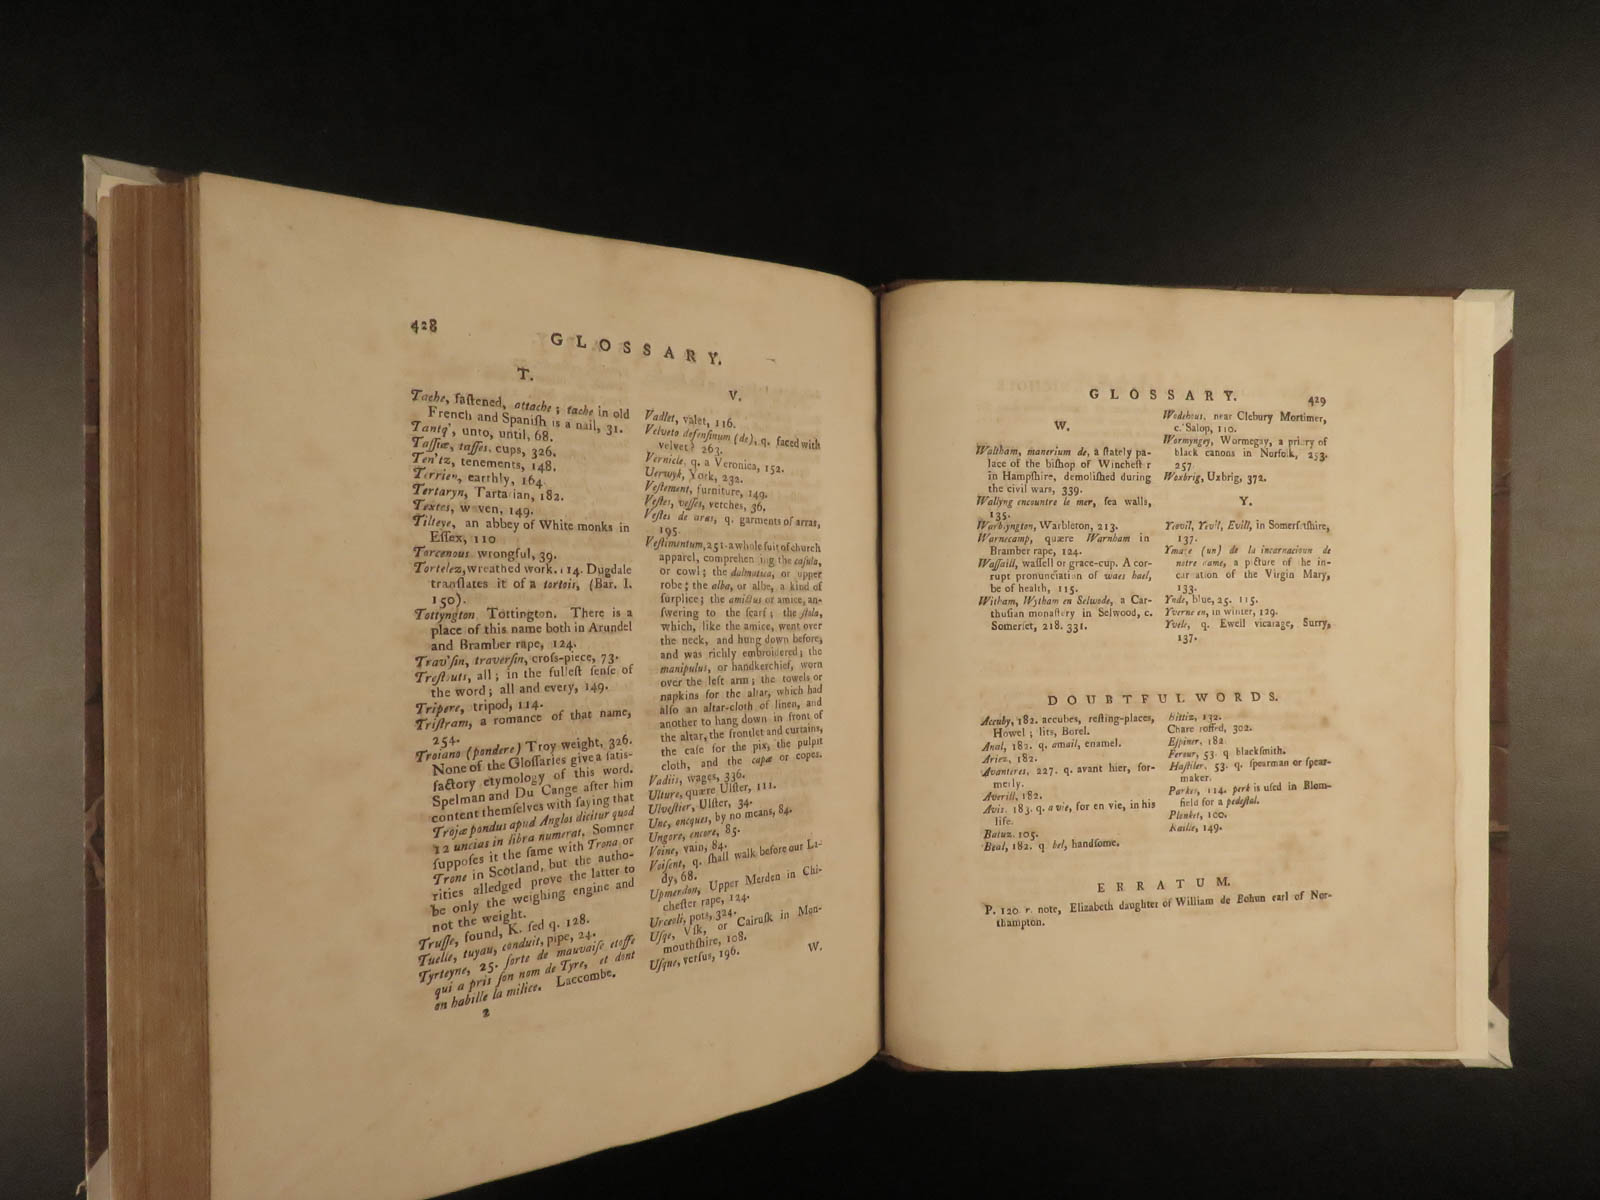 428
GLOSSARY.
T.
Tache, faſtened, attache; tache in old
French and Spaniſh is a nail, 31.
Tantq', unto, until, 68.
Taſſiæ, taſſes, cups, 326.
Ten'tz, tenements, 148.
Terrien, earthly, 164.
Tertaryn, Tartarian, 182.
Textes, woven, 149.
Tilteye, an abbey of White monks in
Eſſex, 110
Torcenous wrongful, 39.
Tortelez, wreathed work, 114. Dugdale
tranſlates it of a tortois, (Bar. I.
150).
Tottyngton Tottington. There is a
place of this name both in Arundel
and Bramber rape, 124.
Trav'ſin, traverſin, croſs-piece, 73.
Treſtouts, all; in the fulleſt ſenſe of
the word; all and every, 149.
Tripere, tripod, 114.
Triſtram, a romance of that name,
254.
Troiano (pondere) Troy weight, 326.
None of the Gloſſaries give a ſatis-
factory etymology of this word.
Spelman and Du Cange after him
content themſelves with ſaying that
Trojæ pondus apud Anglos dicitur quod
12 uncias in libra numerat. Somner
ſuppoſes it the ſame with Trona or
Trone in Scotland, but the autho-
rities alledged prove the latter to
be only the weighing engine and
not the weight.
Truſſe, found, K. ſed q. 128.
Tuelle, tuyau, conduit, pipe, 24.
Tyrteyne, 25. ſorte de mauvaiſe etoffe
qui a pris ſon nom de Tyre, et dont
on habille la milice. Laccombe.
2
V.
Vadlet, valet, 116.
Velveto defenſinum (de), q. faced with
velvet? 263.
Vernicle, q. a Veronica, 152.
Uerwyk, York, 232.
Veſtement, furniture, 149.
Veſtes, veſſes, vetches, 36.
Veſtes de aras, q. garments of arras,
195.
Veſtimentum, 251. a whole ſuit of church
apparel, comprehending the caſula,
or cowl; the dalmatica, or upper
robe; the alba, or albe, a kind of
ſurplice; the amictus or amice, an-
ſwering to the ſcarf; the ſtola,
which, like the amice, went over
the neck, and hung down before,
and was richly embroidered; the
manipulus, or handkerchief, worn
over the left arm; the towels or
napkins for the altar, which had
alſo an altar-cloth of linen, and
another to hang down in front of
the altar, the frontlet and curtains,
the caſe for the pix, the pulpit
cloth, and the capæ or copes.
Vadiis, wages, 336.
Ulture, quære Ulſter, 111.
Ulveſtier, Ulſter, 34.
Unc, oncques, by no means, 84.
Ungore, encore, 85.
Voine, vain, 84.
Voiſent, q. ſhall walk before our La-
dy, 68.
Upmerdon, Upper Merden in Chi-
cheſter rape, 124.
Urceoli, pots, 324.
Uſqe, Vſk, or Cairuſk in Mon-
mouthſhire, 108.
Uſque, verſus, 196.
W.
GLOSSARY.
429
W.
Waltham, manerium de, a ſtately pa-
lace of the biſhop of Wincheſt r
in Hampſhire, demoliſhed during
the civil wars, 339.
Wallyng encountre le mer, ſea walls,
135.
Warbyngton, Warbleton, 213.
Warnecamp, quære Warnham in
Bramber rape, 124.
Waſſaill, waſſell or grace-cup. A cor-
rupt pronunciation of waes hael,
be of health, 115.
Witham, Wytham en Selwode, a Car-
thuſian monaſtery in Selwood, c.
Somerſet, 218. 331.
Wodehous, near Clebury Mortimer,
c. Salop, 110.
Wormyngey, Wormegay, a priory of
black canons in Norfolk, 253.
257
Woxbrig, Uxbrig, 372.
Y.
Yeovil, Yev'l, Evill, in Somerſetſhire,
137.
Ymage (un) de la incarnacioun de
notre dame, a picture of he in-
carnation of the Virgin Mary,
133.
Ynde, blue, 25. 115.
Yverne en, in winter, 129.
Yvele, q. Ewell vicarage, Surry,
137.
DOUBTFUL WORDS.
Accuby, 182. accubes, reſting-places,
Howel; lits, Borel.
Anal, 182. q. amail, enamel.
Ariez, 182.
Avanteres, 227. q. avant hier, for-
merly.
Averill, 182.
Aviz, 183. q. a vie, for en vie, in his
life.
Batuz, 105.
Beal, 182. q bel, handſome.
Bittiz, 132.
Chare roffed, 302.
Eſpiner, 182
Ferour, 53. q blackſmith.
Haſtiler, 53. q. ſpearman or ſpear-
maker.
Parker, 114. perk is uſed in Blom-
field for a pedeſtal.
Plonket, 100.
Raille, 149.
ERRATUM.
P. 120 r. note, Elizabeth daughter of William de Bohun earl of Nor-
thampton.